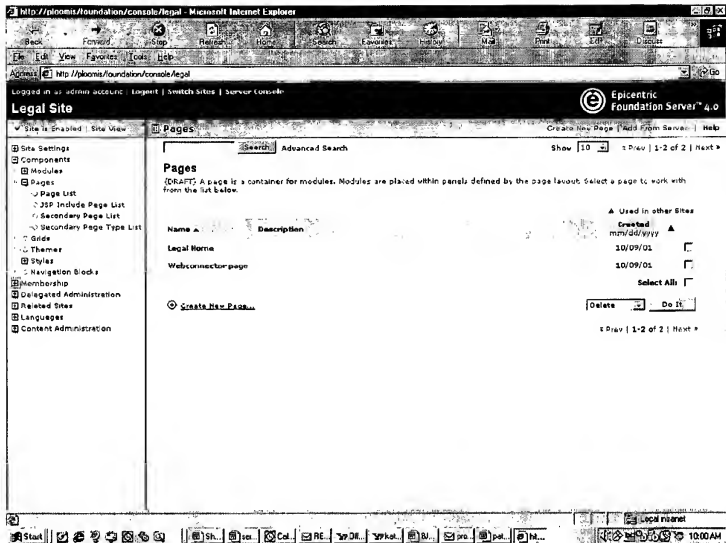 http://ploomis/foundation/console/legal - Microsoft Internet Explorer
Back Forward Stop Refresh Home Search Favorites History Mail Print Edit Discuss
File Edit View Favorites Tools Help
Address http://ploomis/foundation/console/legal Go
Logged in as admin account | Logout | Switch Sites | Server Console
Legal Site
Epicentric
Foundation Server™ 4.0
Site is Enabled | Site View
Pages
Create New Page | Add From Server | Help
Site Settings
Components
Modules
Pages
Page List
JSP Include Page List
Secondary Page List
Secondary Page Type List
Grids
Themes
Styles
Navigation Blocks
Membership
Delegated Administration
Related Sites
Languages
Content Administration
Search Advanced Search
Show 10 « Prev | 1-2 of 2 | Next »
Pages
(DRAFT) A page is a container for modules. Modules are placed within panels defined by the page layout. Select a page to work with
from the list below.
▲ Used in other Sites
Name ▲ Description Created ▲
mm/dd/yyyy
Legal Home 10/09/01
Webconnector page 10/09/01
Select All:
Create New Page... Delete Do It
« Prev | 1-2 of 2 | Next »
Local intranet
Start Sh... Cal... RE... pro... pat... ht... 10:00 AM